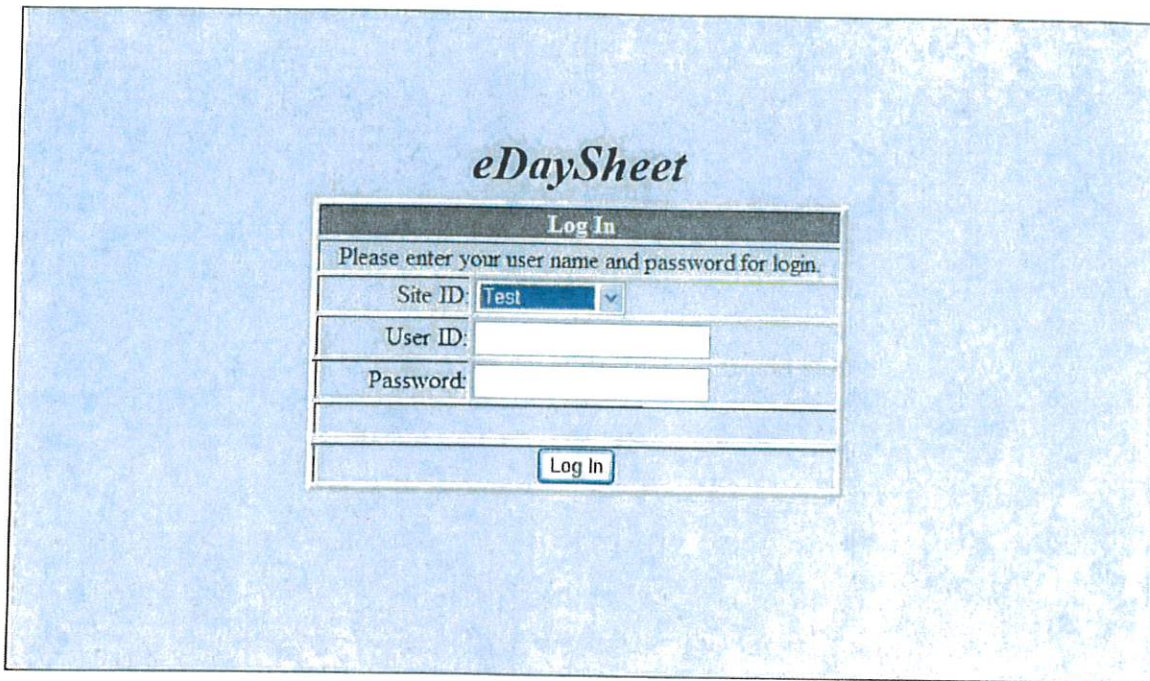 eDaySheet
Log In
Please enter your user name and password for login.
Site ID: Test
User ID:
Password:
Log In